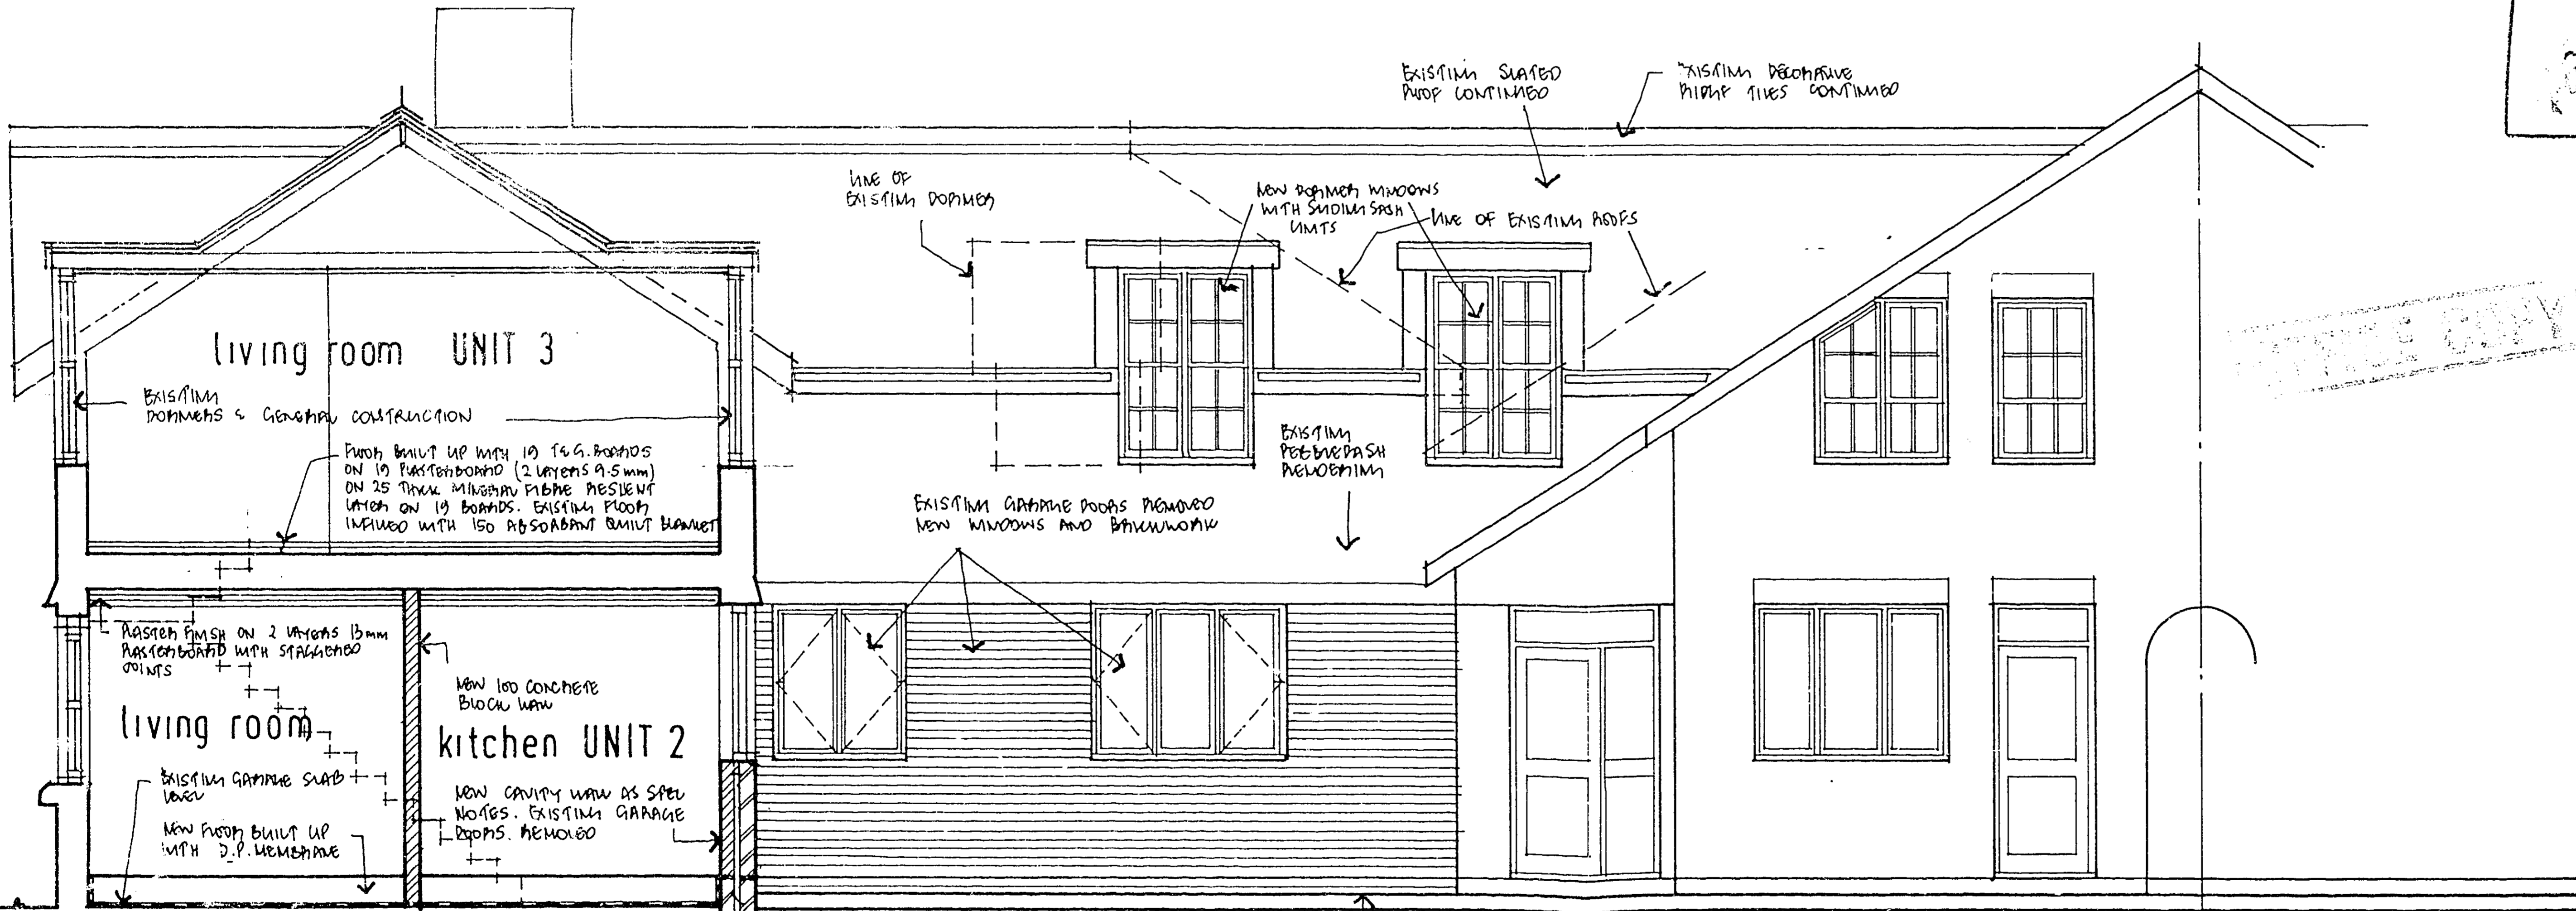 EXISTING SLATED
ROOF CONTINUED
EXISTING DECORATIVE
RIDGE TILES CONTINUED
LINE OF
EXISTING DORMER
NEW DORMER WINDOWS
WITH SLIDING SASH
UNITS
LINE OF EXISTING ROOFS
living room UNIT 3
EXISTING
DORMERS & GENERAL CONSTRUCTION
FLOOR BUILT UP WITH 19 T&G. BOARDS
ON 19 PLASTERBOARD (2 LAYERS 9.5mm)
ON 25 THICK MINERAL FIBRE RESILENT
LAYER ON 19 BOARDS. EXISTING FLOOR
INFILLED WITH 150 ABSORBANT QUILT BLANKET
EXISTING
PEBBLEDASH
RENDERING
EXISTING GARAGE DOORS REMOVED
NEW WINDOWS AND BRICKWORK
PLASTER FINISH ON 2 LAYERS 13mm
PLASTERBOARD WITH STAGGERED
JOINTS
NEW 100 CONCRETE
BLOCK WALL
living room
kitchen UNIT 2
EXISTING GARAGE SLAB
LEVEL
NEW FLOOR BUILT UP
WITH D.P. MEMBRANE
NEW CAVITY WALL AS SPEC
NOTES. EXISTING GARAGE
DOORS. REMOVED
OFFICE COPY